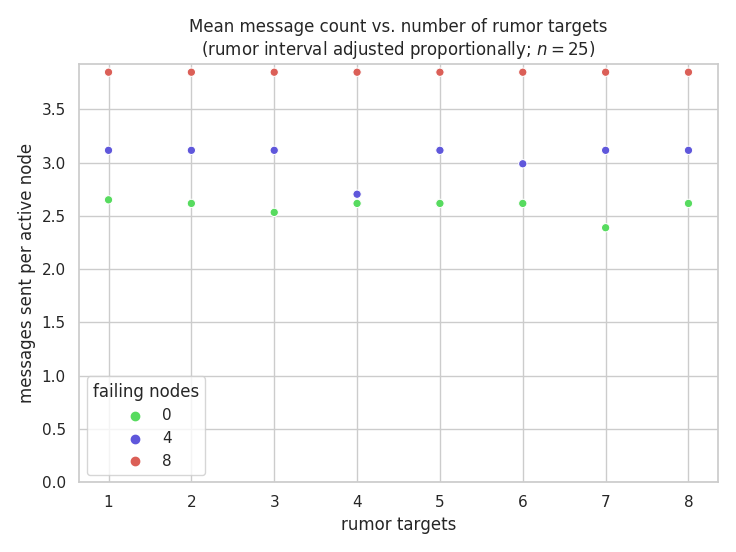 Mean message count vs. number of rumor targets
(rumor interval adjusted proportionally; n = 25)
messages sent per active node
3.5
3.0
2.5
2.0
1.5
1.0
0.5
0.0
failing nodes
0
4
8
1 2 3 4 5 6 7 8
rumor targets